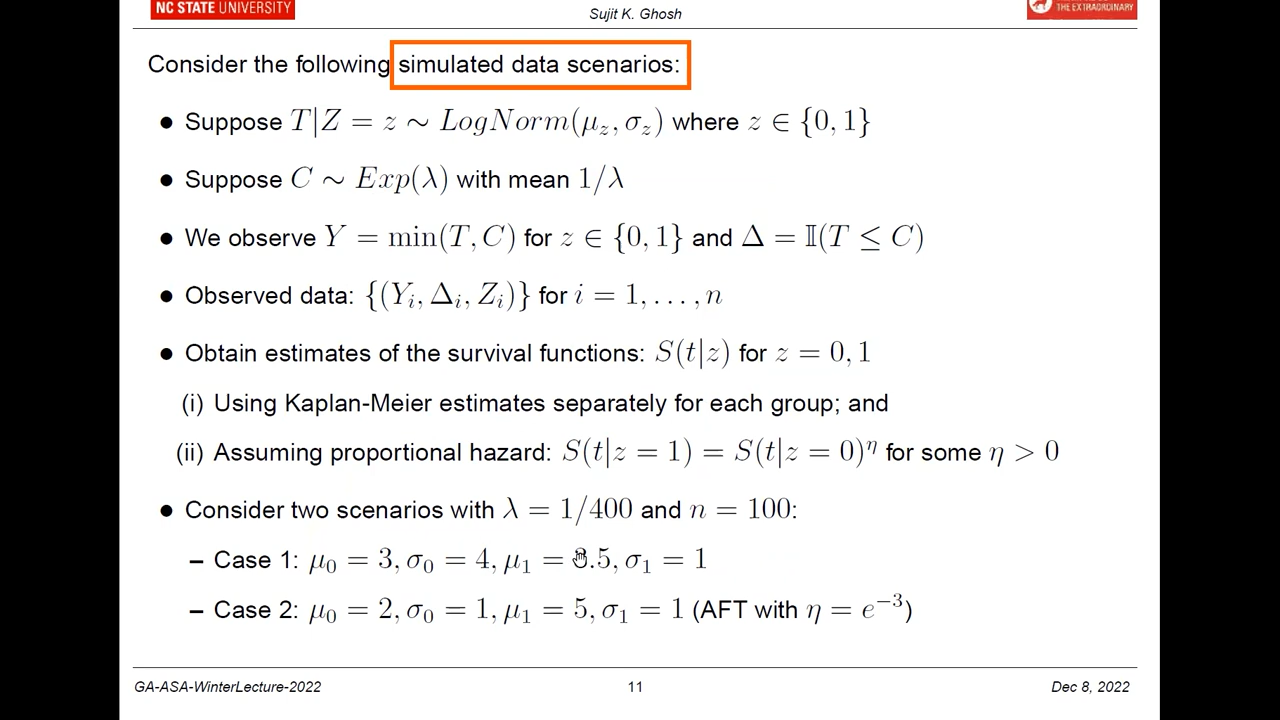 NC STATE UNIVERSITY
Sujit K. Ghosh
THE EXTRAORDINARY
Consider the following simulated data scenarios:
● Suppose T|Z = z ∼ LogNorm(μ_z, σ_z) where z ∈ {0, 1}
● Suppose C ∼ Exp(λ) with mean 1/λ
● We observe Y = min(T, C) for z ∈ {0, 1} and Δ = 𝕀(T ≤ C)
● Observed data: {(Y_i, Δ_i, Z_i)} for i = 1, . . . , n
● Obtain estimates of the survival functions: S(t|z) for z = 0, 1
(i) Using Kaplan-Meier estimates separately for each group; and
(ii) Assuming proportional hazard: S(t|z = 1) = S(t|z = 0)^η for some η > 0
● Consider two scenarios with λ = 1/400 and n = 100:
– Case 1: μ_0 = 3, σ_0 = 4, μ_1 = .5, σ_1 = 1
– Case 2: μ_0 = 2, σ_0 = 1, μ_1 = 5, σ_1 = 1 (AFT with η = e^{−3})
GA-ASA-WinterLecture-2022
11
Dec 8, 2022